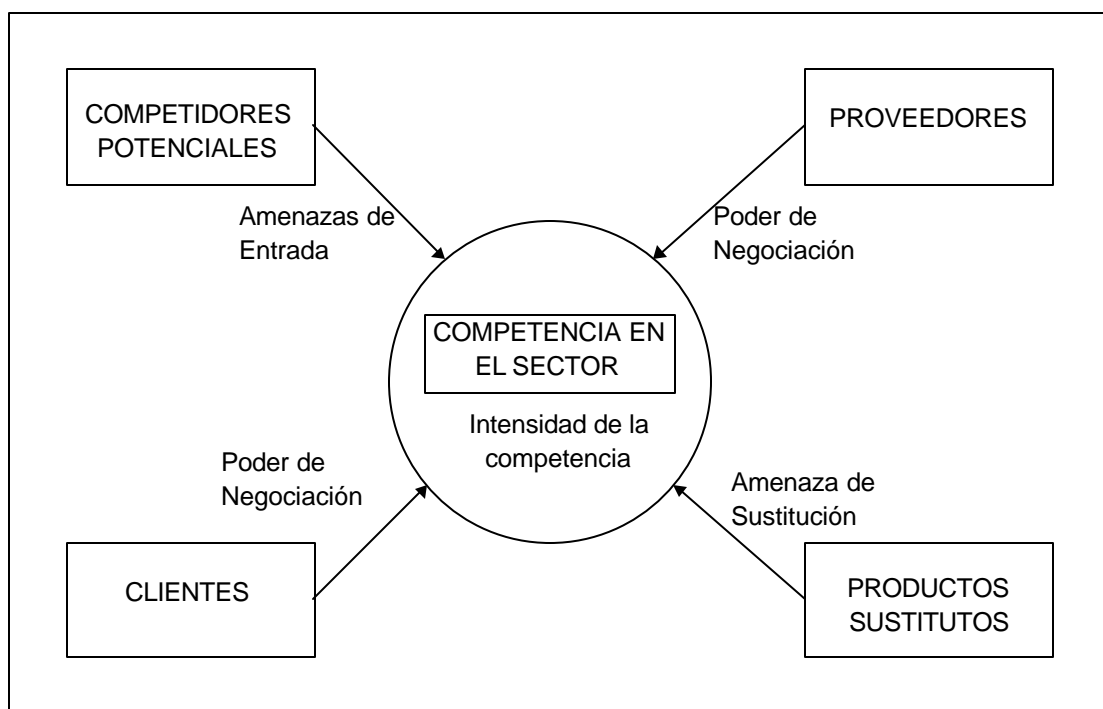 COMPETIDORES
POTENCIALES
PROVEEDORES
Amenazas de
Entrada
Poder de
Negociación
COMPETENCIA EN
EL SECTOR
Intensidad de la
competencia
Poder de
Negociación
Amenaza de
Sustitución
CLIENTES
PRODUCTOS
SUSTITUTOS